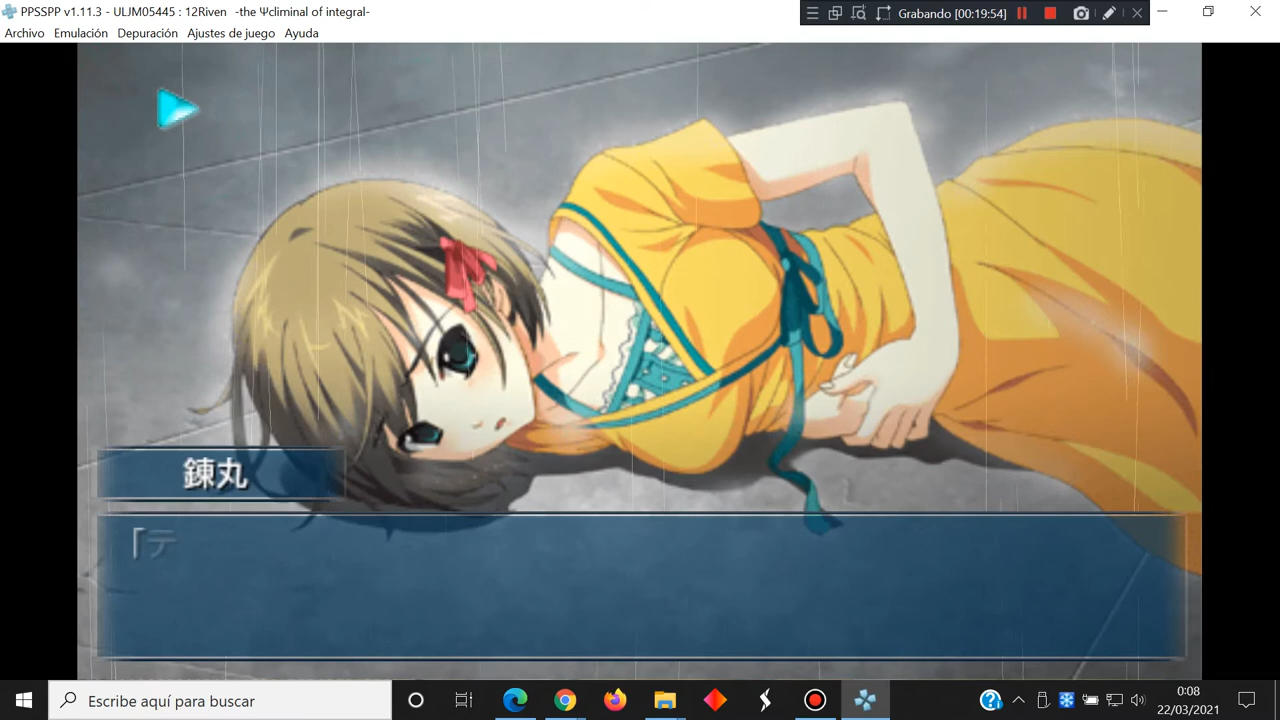 PPSSPP v1.11.3 - ULJM05445 : 12Riven -the Ψcliminal of integral-
Grabando [00:19:54]
Archivo Emulación Depuración Ajustes de juego Ayuda
錬丸
「テ
Escribe aquí para buscar
0:08
22/03/2021